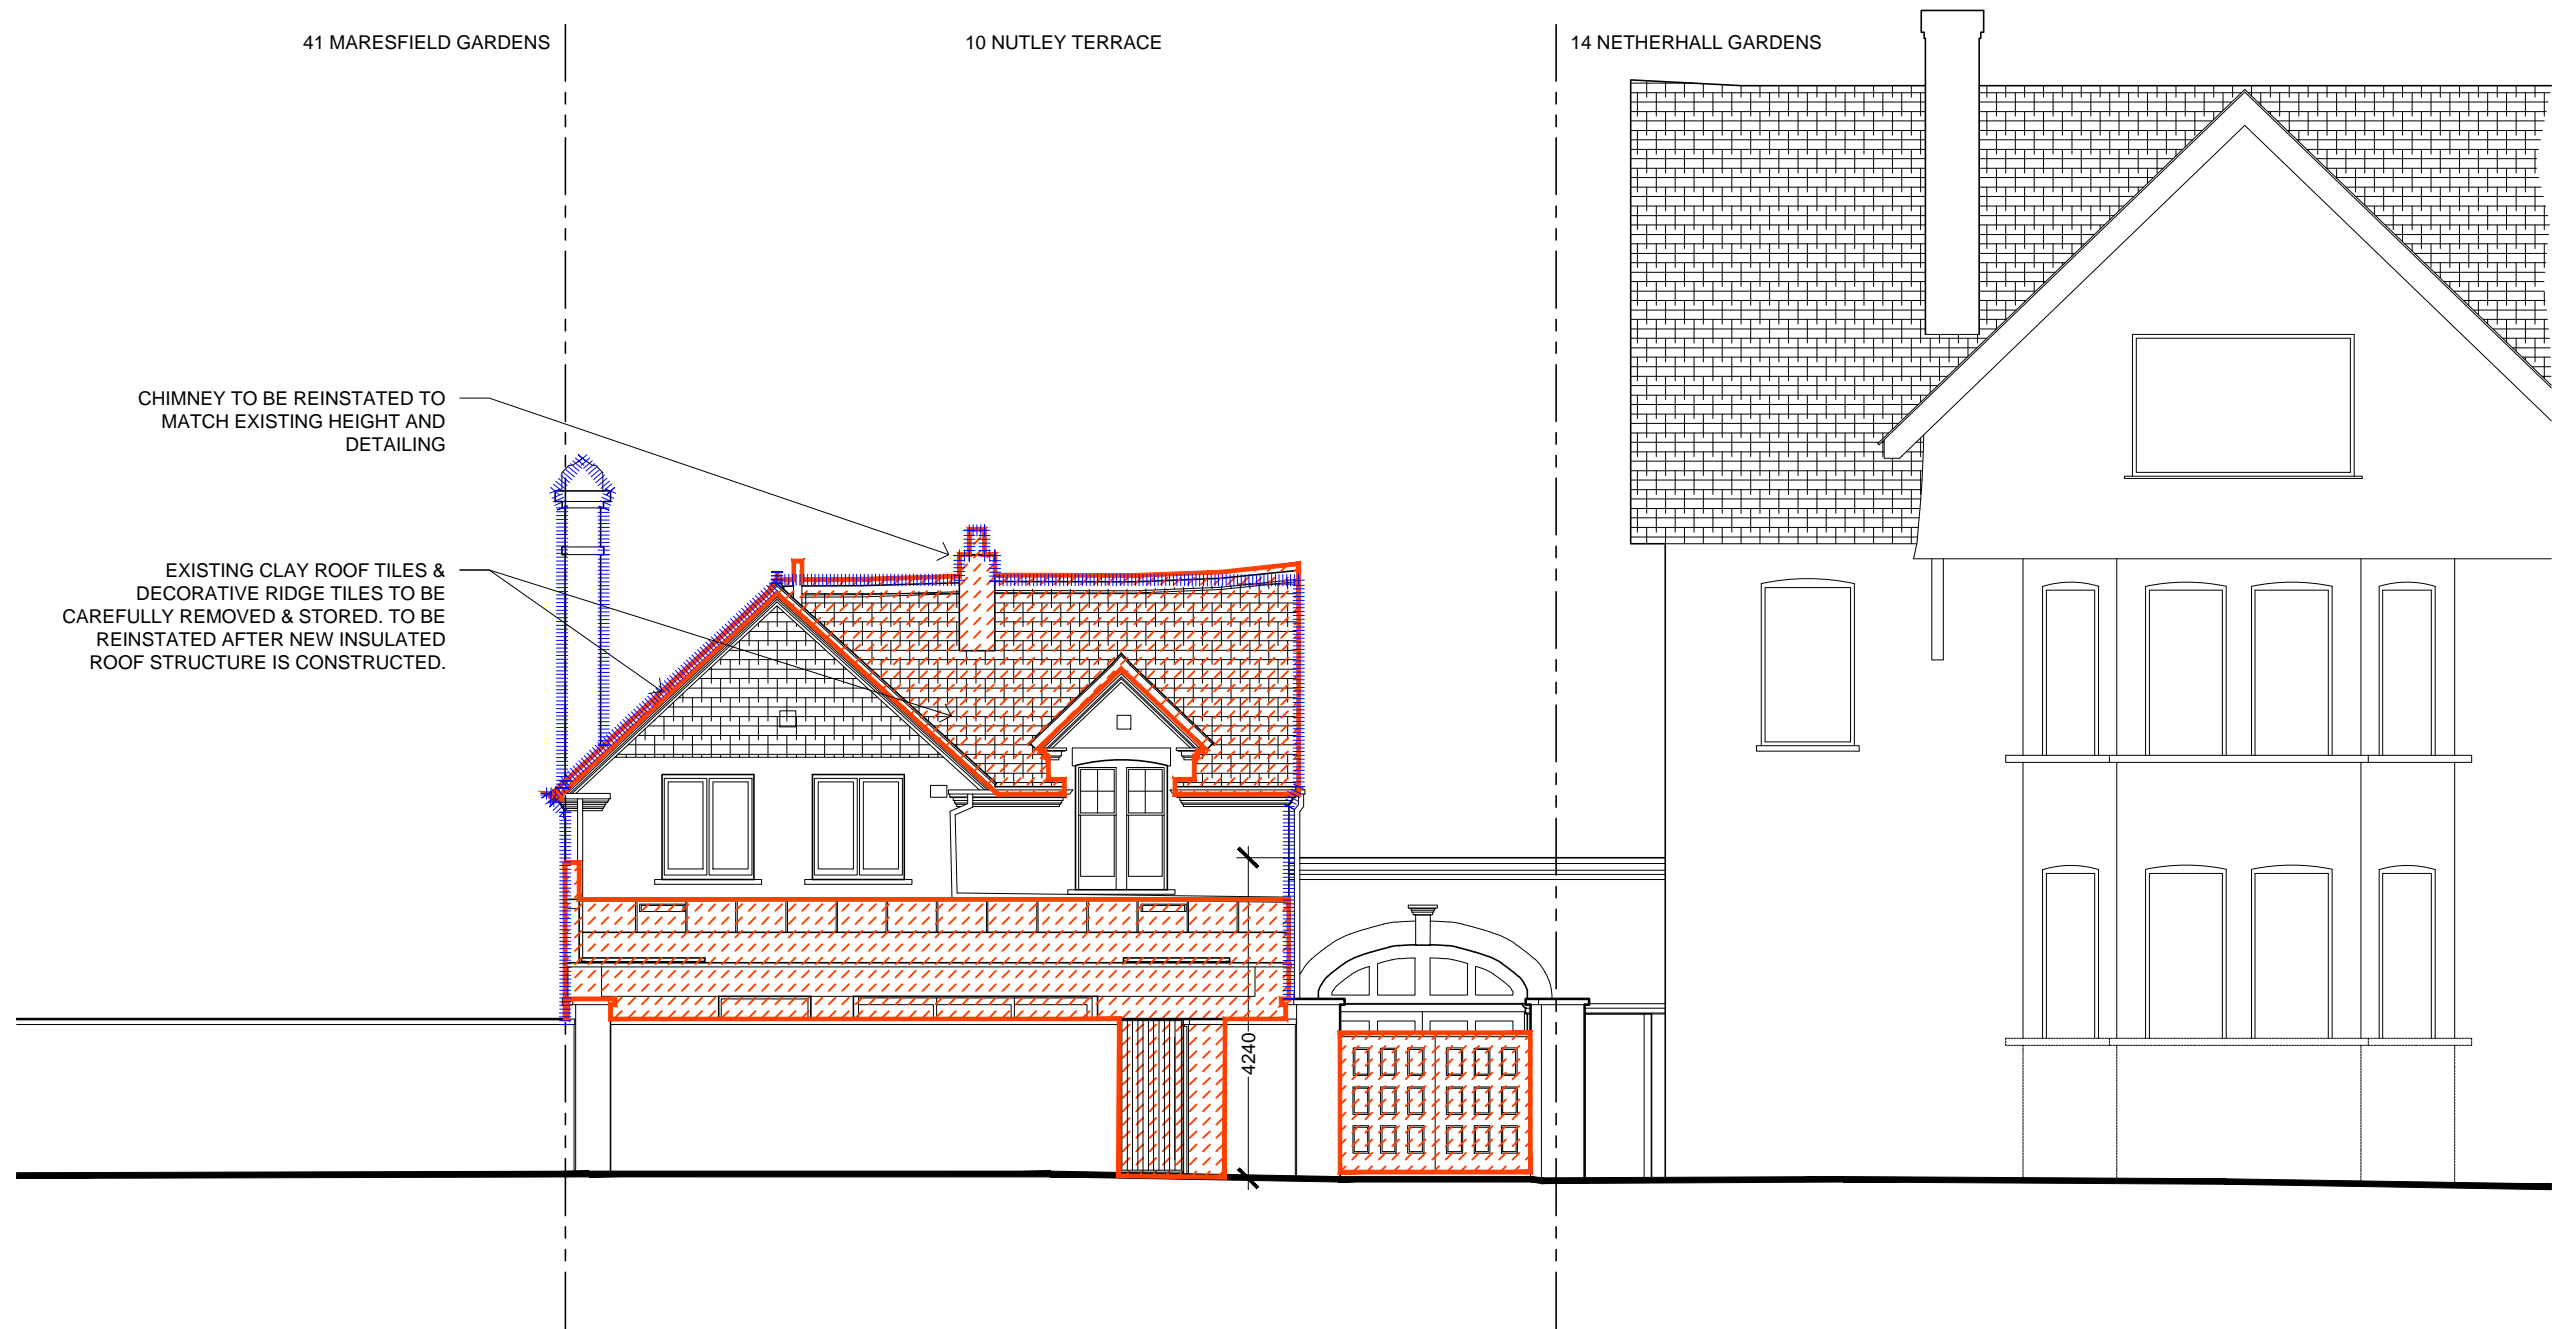 41 MARESFIELD GARDENS
10 NUTLEY TERRACE
14 NETHERHALL GARDENS
CHIMNEY TO BE REINSTATED TO
MATCH EXISTING HEIGHT AND
DETAILING
EXISTING CLAY ROOF TILES &
DECORATIVE RIDGE TILES TO BE
CAREFULLY REMOVED & STORED. TO BE
REINSTATED AFTER NEW INSULATED
ROOF STRUCTURE IS CONSTRUCTED.
4240